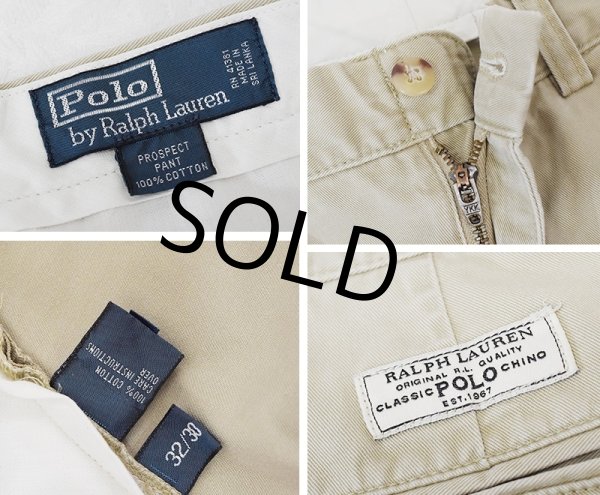 Polo
by Ralph Lauren
RN 41381
MADE IN
SRI LANKA
PROSPECT
PANT
100% COTTON
YKK
SOLD
100% COTTON
CARE INSTRUCTIONS
OVER
32/30
RALPH LAUREN
ORIGINAL R.L. QUALITY
CLASSIC POLO CHINO
EST. 1967